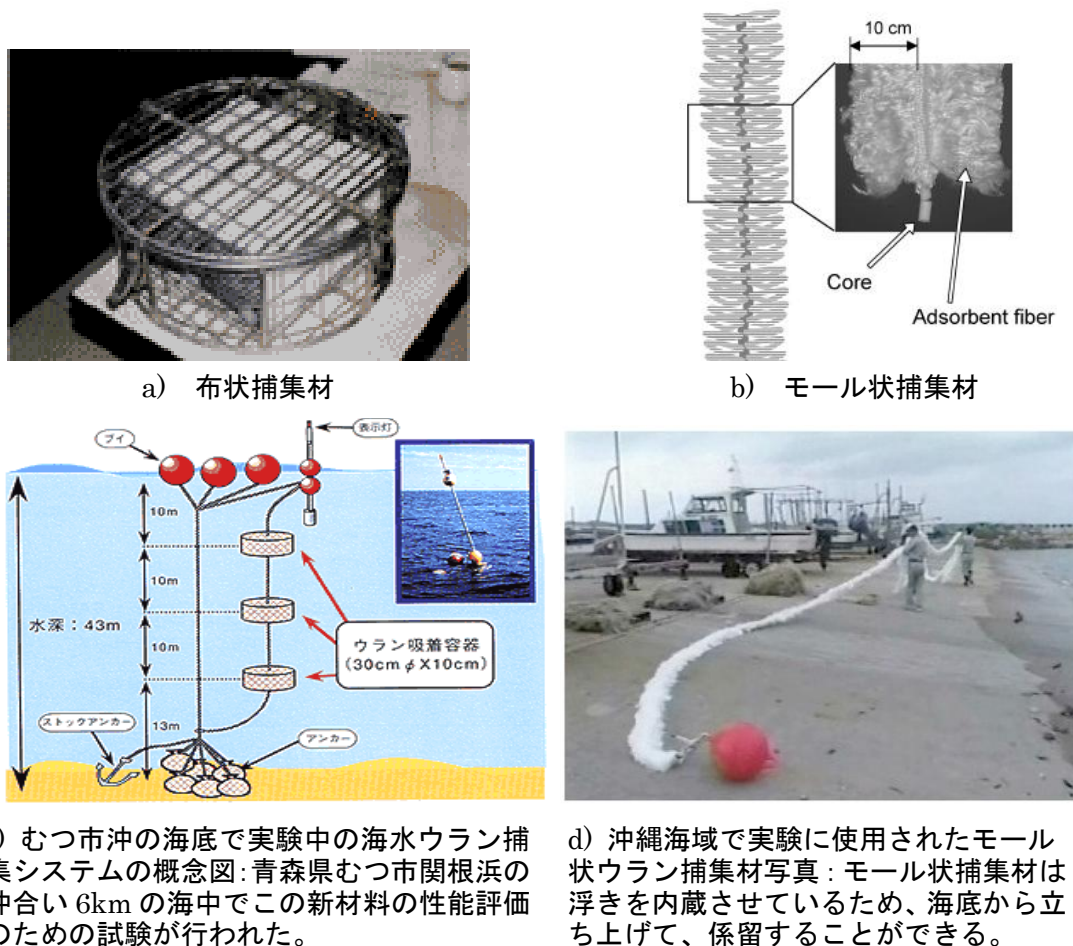 10 cm
Core
Adsorbent fiber
a) 布状捕集材
b) モール状捕集材
ブイ
表示灯
10m
10m
水深：43m
10m
ウラン吸着容器
(30cmφX10cm)
ストックアンカー
13m
アンカー
) むつ市沖の海底で実験中の海水ウラン捕
集システムの概念図：青森県むつ市関根浜の
沖合い 6km の海中でこの新材料の性能評価
のための試験が行われた。
d) 沖縄海域で実験に使用されたモール
状ウラン捕集材写真：モール状捕集材は
浮きを内蔵させているため、海底から立
ち上げて、係留することができる。